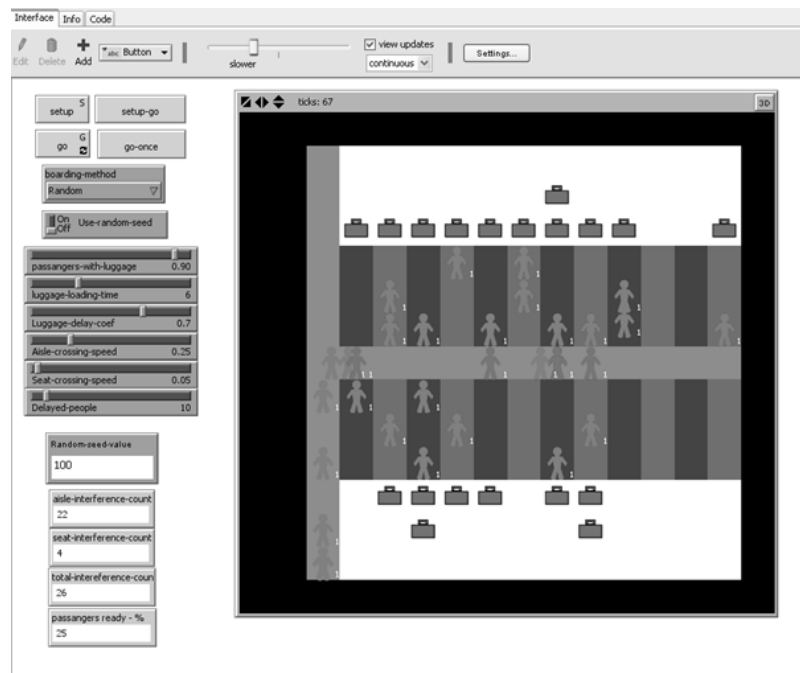 Interface Info Code
Edit Delete Add abc Button slower view updates continuous Settings...
ticks: 67 3D
setup S setup-go
go G go-once
boarding-method
Random
On
Off Use-random-seed
passangers-with-luggage 0.90
luggage-loading-time 6
Luggage-delay-coef 0.7
Aisle-crossing-speed 0.25
Seat-crossing-speed 0.05
Delayed-people 10
Random-seed-value
100
aisle-interference-count
22
seat-interference-count
4
total-intereference-coun
26
passangers ready - %
25